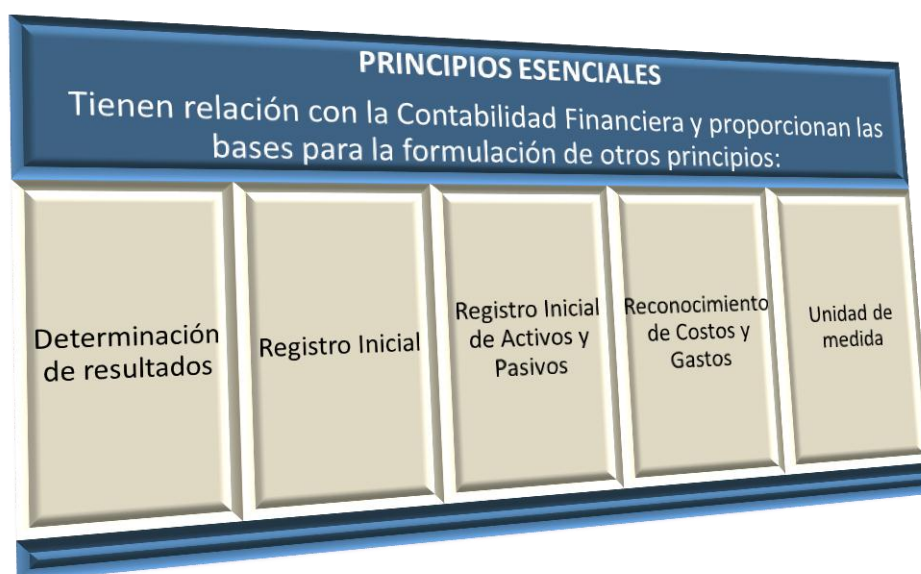 PRINCIPIOS ESENCIALES
Tienen relación con la Contabilidad Financiera y proporcionan las
bases para la formulación de otros principios:
Determinación
de resultados
Registro Inicial
Registro Inicial
de Activos y
Pasivos
Reconocimiento
de Costos y
Gastos
Unidad de
medida